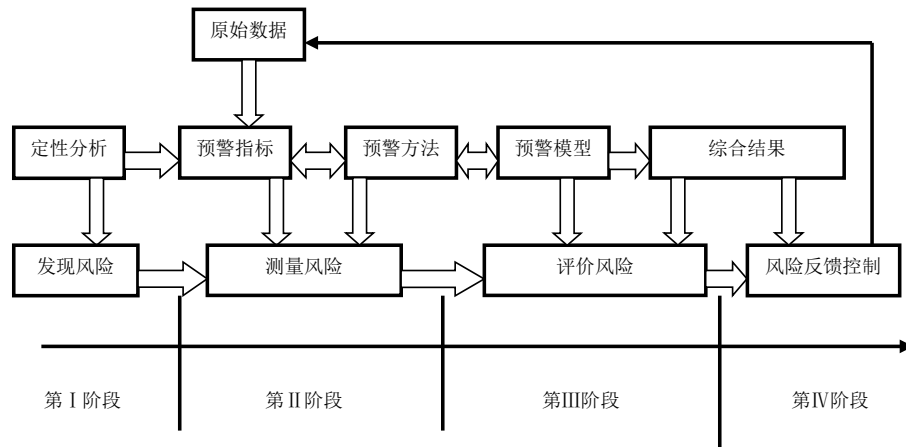 原始数据
定性分析
预警指标
预警方法
预警模型
综合结果
发现风险
测量风险
评价风险
风险反馈控制
第Ⅰ阶段
第Ⅱ阶段
第Ⅲ阶段
第Ⅳ阶段